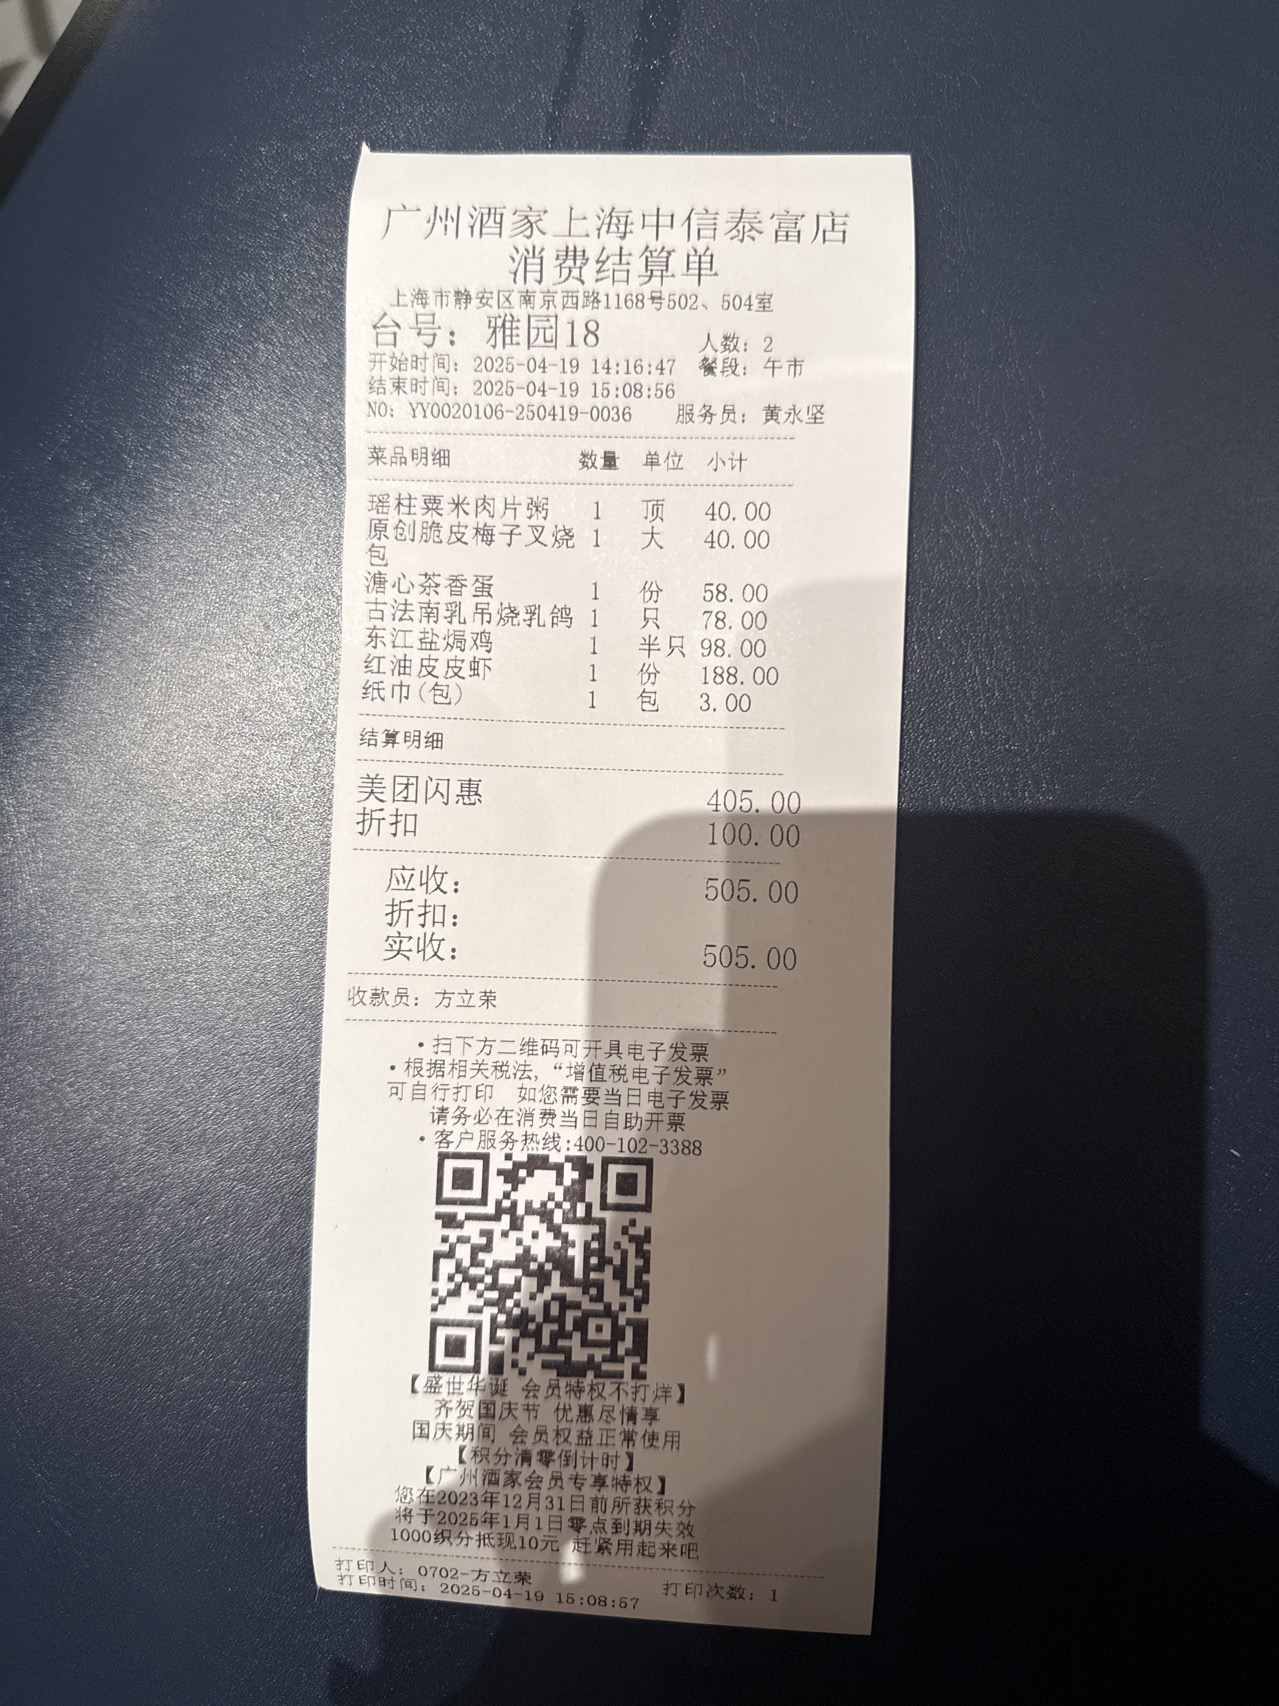 广州酒家上海中信泰富店
消费结算单
上海市静安区南京西路1168号502、504室
台号：雅园18 人数：2
开始时间：2025-04-19 14:16:47 餐段：午市
结束时间：2025-04-19 15:08:56
NO：YY0020106-250419-0036 服务员：黄永坚
菜品明细 数量 单位 小计
瑶柱粟米肉片粥 1 顶 40.00
原创脆皮梅子叉烧 1 大 40.00
包
溏心茶香蛋 1 份 58.00
古法南乳吊烧乳鸽 1 只 78.00
东江盐焗鸡 1 半只 98.00
红油皮皮虾 1 份 188.00
纸巾(包) 1 包 3.00
结算明细
美团闪惠 405.00
折扣 100.00
应收： 505.00
折扣：
实收： 505.00
收款员：方立荣
·扫下方二维码可开具电子发票
·根据相关税法，“增值税电子发票”
可自行打印 如您需要当日电子发票
请务必在消费当日自助开票
·客户服务热线:400-102-3388
【盛世华诞 会员特权不打烊】
齐贺国庆节 优惠尽情享
国庆期间 会员权益正常使用
【积分清零倒计时】
【广州酒家会员专享特权】
您在2023年12月31日前所获积分
将于2025年1月1日零点到期失效
1000积分抵现10元 赶紧用起来吧
打印人：0702-方立荣
打印时间：2025-04-19 15:08:57 打印次数：1